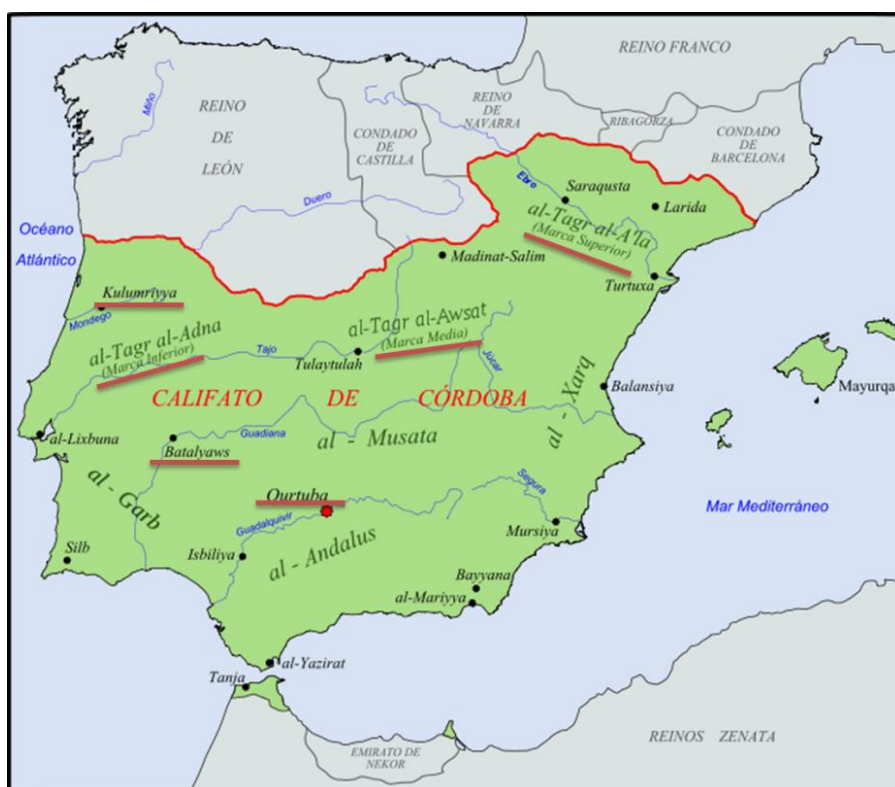 REINO FRANCO
REINO
DE
LEÓN
Miño
CONDADO
DE
CASTILLA
REINO
DE
NAVARRA
RIBAGORZA
CONDADO
DE
BARCELONA
Duero
Ebro
Saraqusta
Larida
al-Tagr al-A'la
(Marca Superior)
Turtuxa
Océano
Atlántico
Madinat-Salim
Kulumriyya
Mondego
al-Tagr al-Adna
(Marca Inferior)
Tajo
al-Tagr al-Awsat
(Marca Media)
Tulaytulah
Júcar
al - Xarq
Balansiya
Mayurqa
CALIFATO DE CÓRDOBA
al-Lixbuna
Batalyaws
Guadiana
al - Musata
al - Garb
Qurtuba
Segura
Mar Mediterráneo
Guadalquivir
al - Andalus
Mursiya
Silb
Isbiliya
Bayyana
al-Mariyya
al-Yazirat
Tanja
EMIRATO DE
NEKOR
REINOS ZENATA